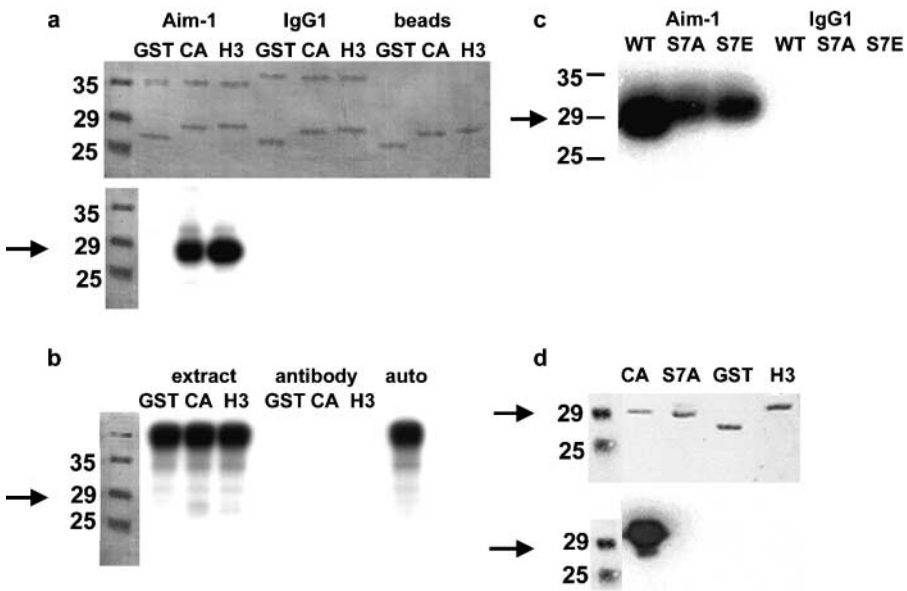 a
Aim-1 IgG1 beads
GST CA H3 GST CA H3 GST CA H3
35
29
25
35
29
25
b
extract antibody auto
GST CA H3 GST CA H3
35
29
25
c
Aim-1 IgG1
WT S7A S7E WT S7A S7E
35
29
25
d
CA S7A GST H3
29
25
29
25